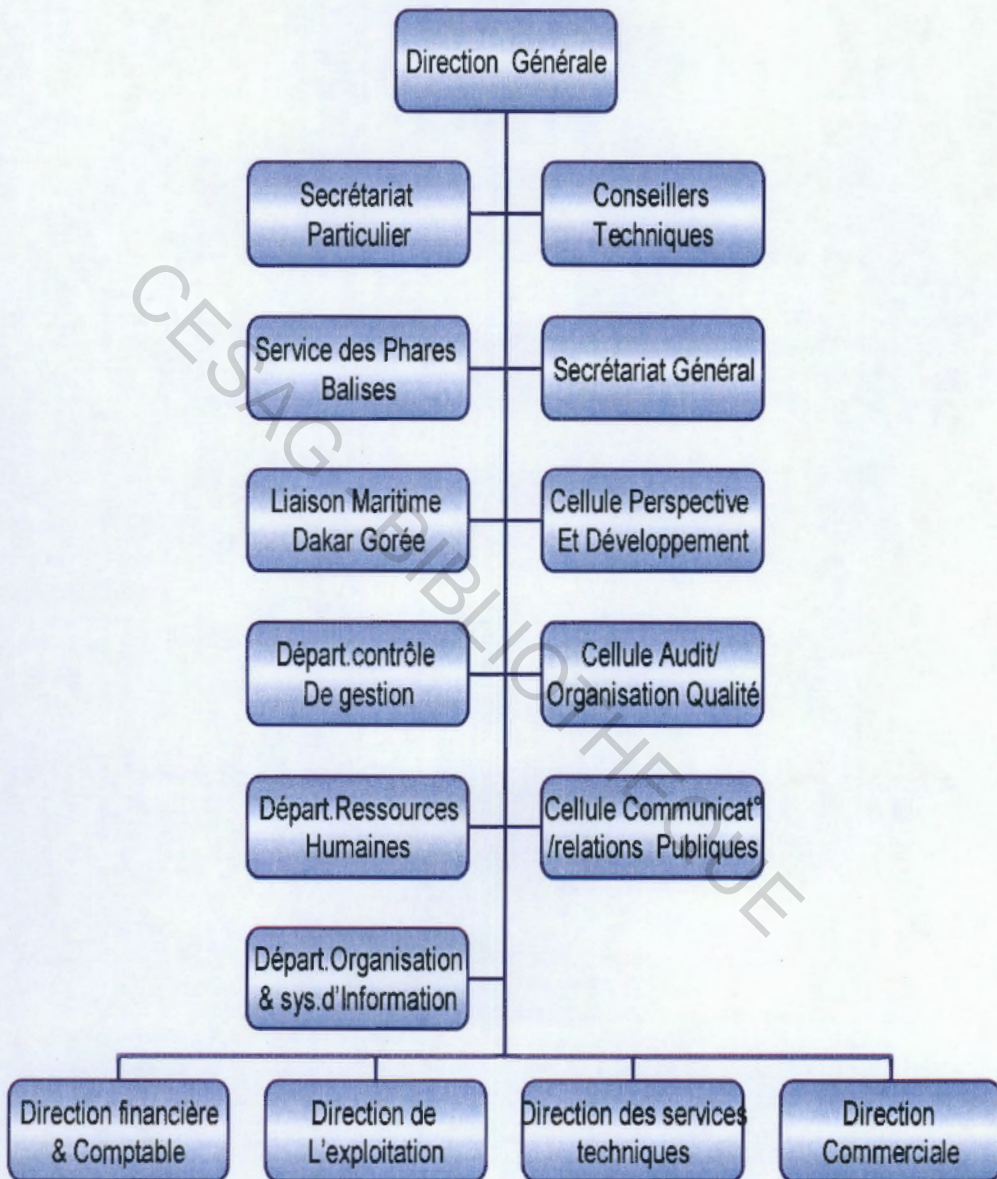 Direction Générale
Secrétariat
Particulier
Conseillers
Techniques
Service des Phares
Balises
Secrétariat Général
Liaison Maritime
Dakar Gorée
Cellule Perspective
Et Développement
Départ.contrôle
De gestion
Cellule Audit/
Organisation Qualité
Départ.Ressources
Humaines
Cellule Communicat°
/relations Publiques
Départ.Organisation
& sys.d'Information
Direction financière
& Comptable
Direction de
L'exploitation
Direction des services
techniques
Direction
Commerciale
CESAG BIBLIOTHEQUE